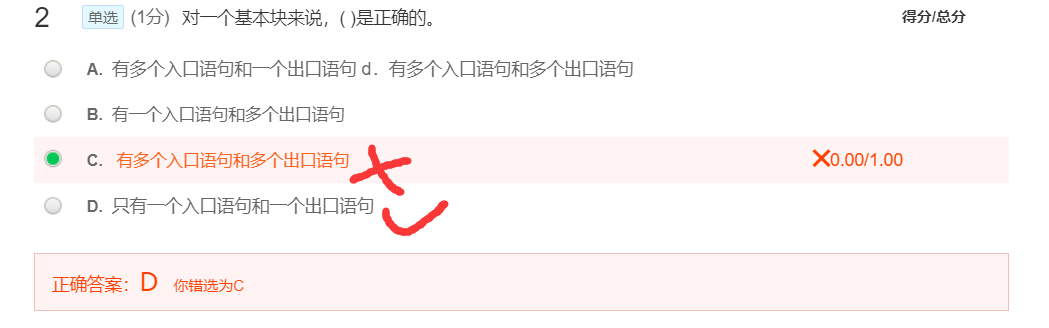 2 单选 (1分) 对一个基本块来说，( )是正确的。 得分/总分
A. 有多个入口语句和一个出口语句 d．有多个入口语句和多个出口语句
B. 有一个入口语句和多个出口语句
C. 有多个入口语句和多个出口语句 0.00/1.00
D. 只有一个入口语句和一个出口语句
正确答案：D 你错选为C